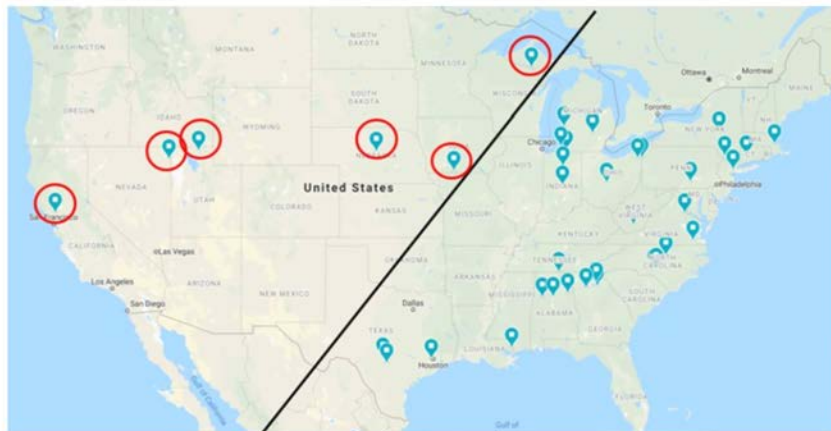 WASHINGTON
MONTANA
NORTH
DAKOTA
MINNESOTA
Ottawa
Montreal
MAINE
OREGON
IDAHO
SOUTH
DAKOTA
WISCONSIN
MICHIGAN
Toronto
VT
NH
WYOMING
NEW YORK
Chicago
NEVADA
NEBRASKA
ILLINOIS
INDIANA
OHIO
PENN
Philadelphia
United States
UTAH
COLORADO
KANSAS
MISSOURI
WEST
VIRGINIA
VIRGINIA
San Francisco
CALIFORNIA
Las Vegas
KENTUCKY
Los Angeles
ARIZONA
NEW MEXICO
OKLAHOMA
ARKANSAS
TENNESSEE
NORTH
CAROLINA
San Diego
Dallas
MISSISSIPPI
ALABAMA
SOUTH
CAROLINA
GEORGIA
TEXAS
LOUISIANA
Houston
Gulf of California
FLORIDA
Gulf of